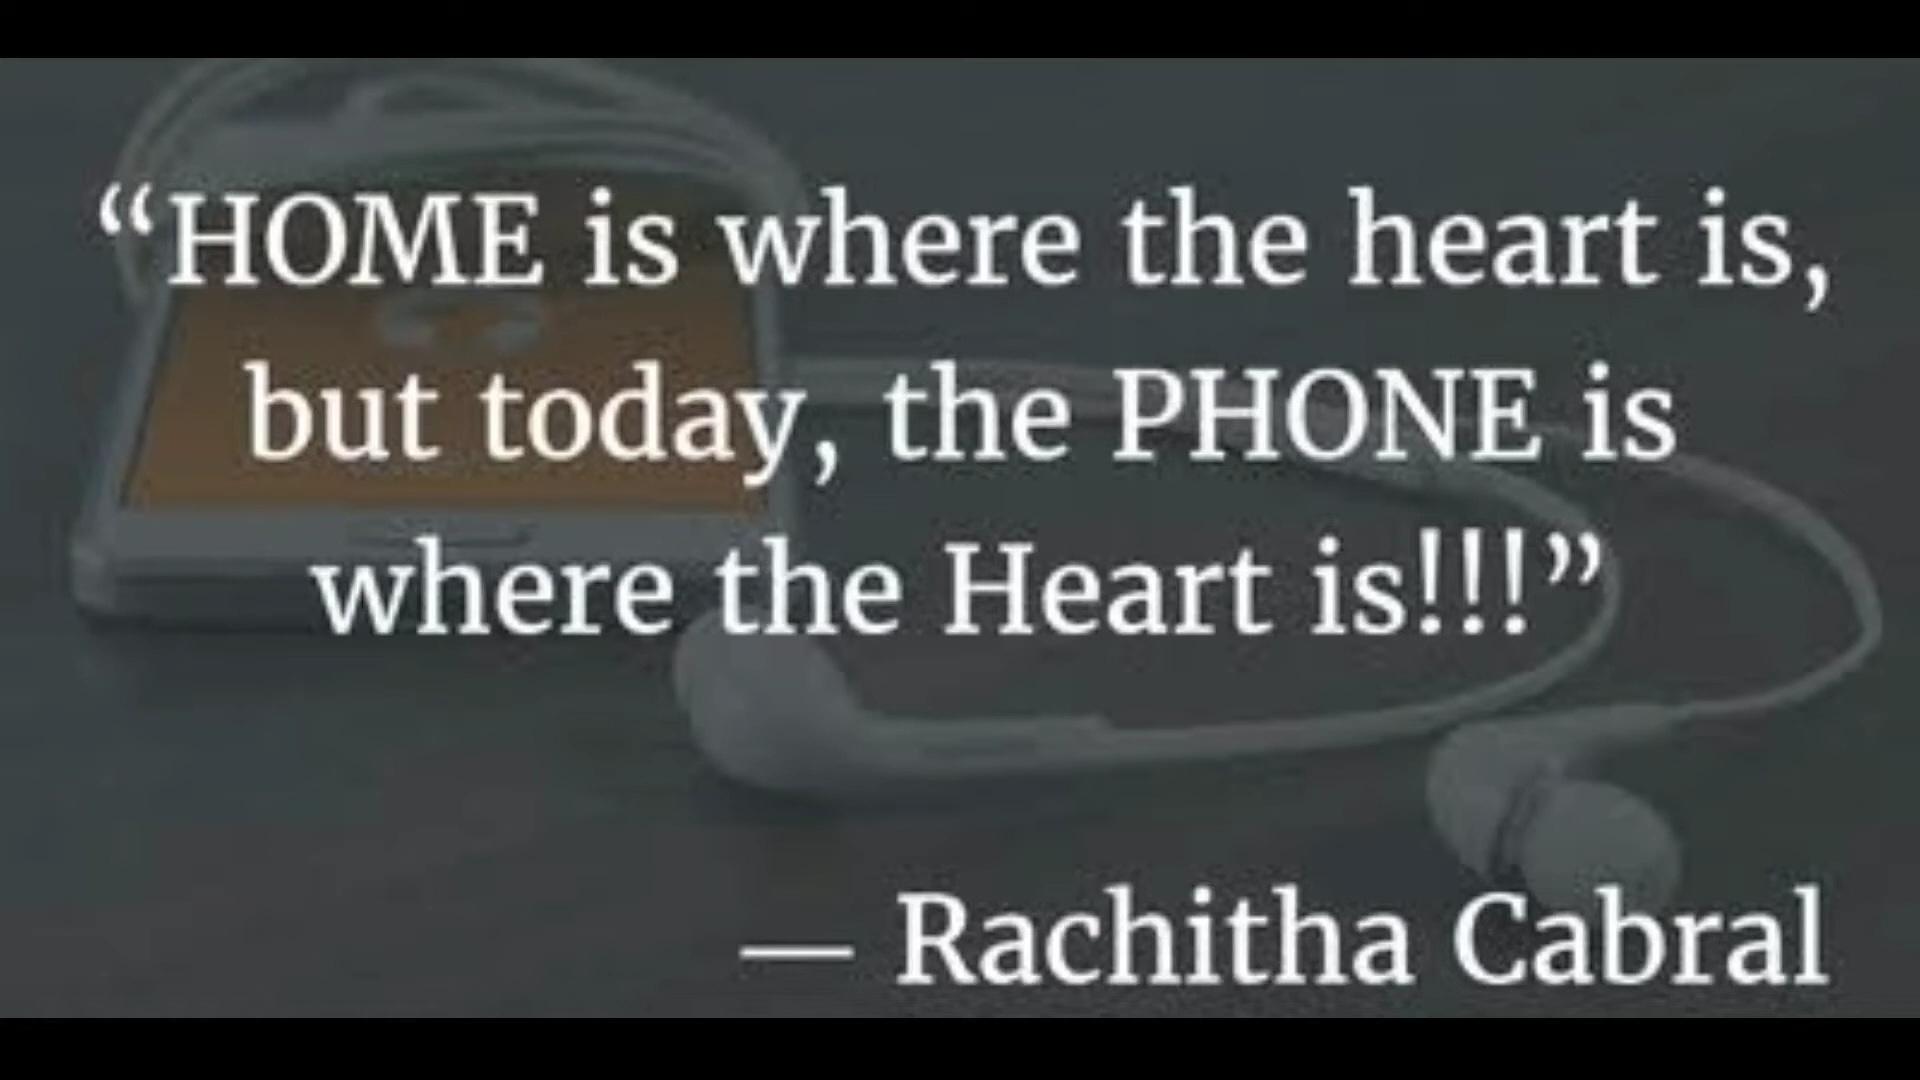 “HOME is where the heart is,
but today, the PHONE is
where the Heart is!!!”
— Rachitha Cabral